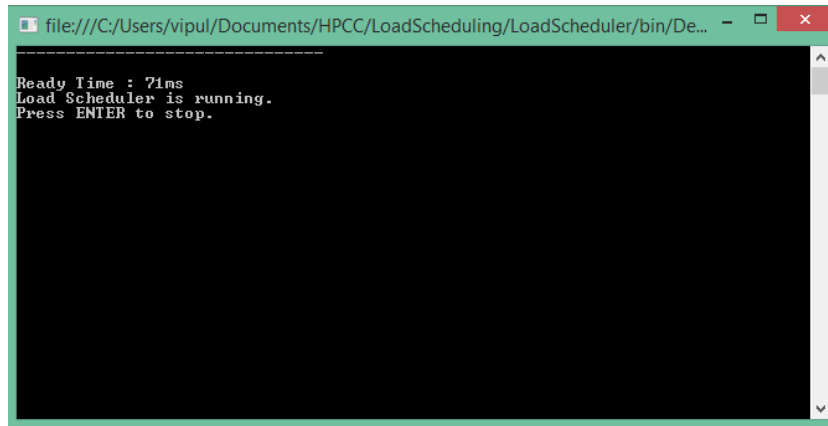 file:///C:/Users/vipul/Documents/HPCC/LoadScheduling/LoadScheduler/bin/De...
-------------------------------
Ready Time : 71ms
Load Scheduler is running.
Press ENTER to stop.